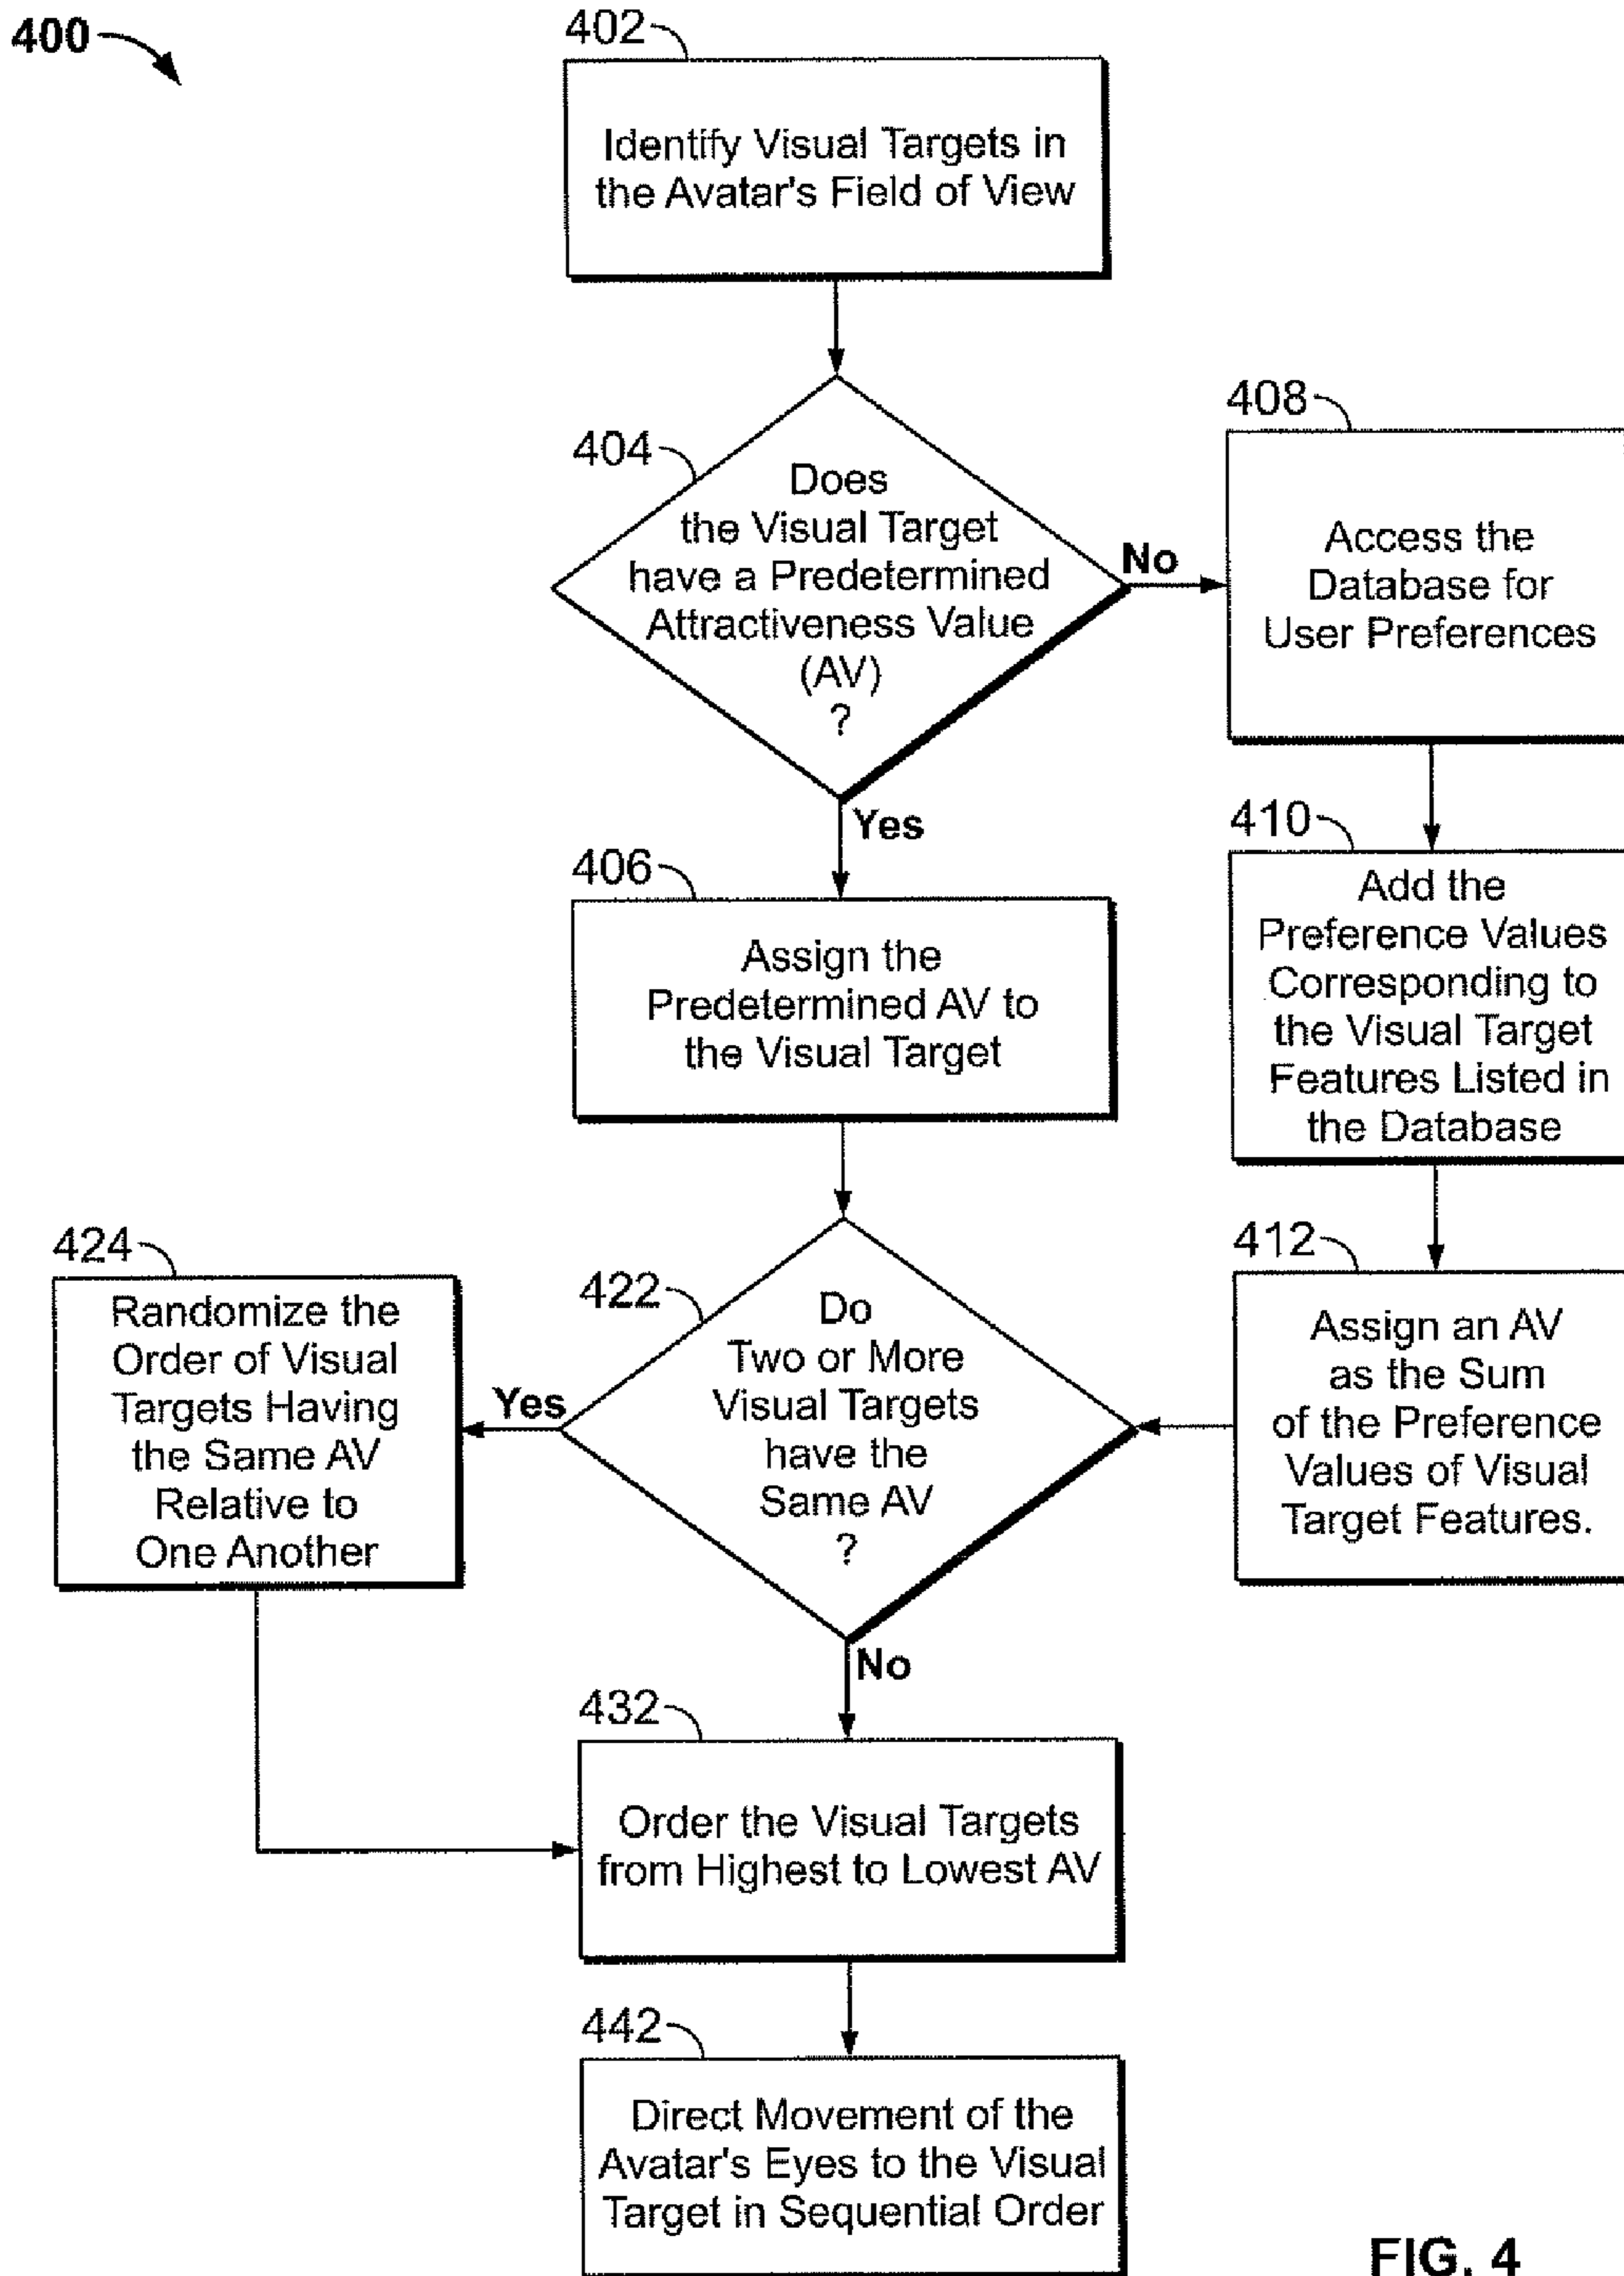 400
402
Identify Visual Targets in
the Avatar's Field of View
404
Does
the Visual Target
have a Predetermined
Attractiveness Value
(AV)
?
No
Yes
408
Access the
Database for
User Preferences
406
Assign the
Predetermined AV to
the Visual Target
410
Add the
Preference Values
Corresponding to
the Visual Target
Features Listed in
the Database
412
Assign an AV
as the Sum
of the Preference
Values of Visual
Target Features.
422
Do
Two or More
Visual Targets
have the
Same AV
?
Yes
No
424
Randomize the
Order of Visual
Targets Having
the Same AV
Relative to
One Another
432
Order the Visual Targets
from Highest to Lowest AV
442
Direct Movement of the
Avatar's Eyes to the Visual
Target in Sequential Order
FIG. 4